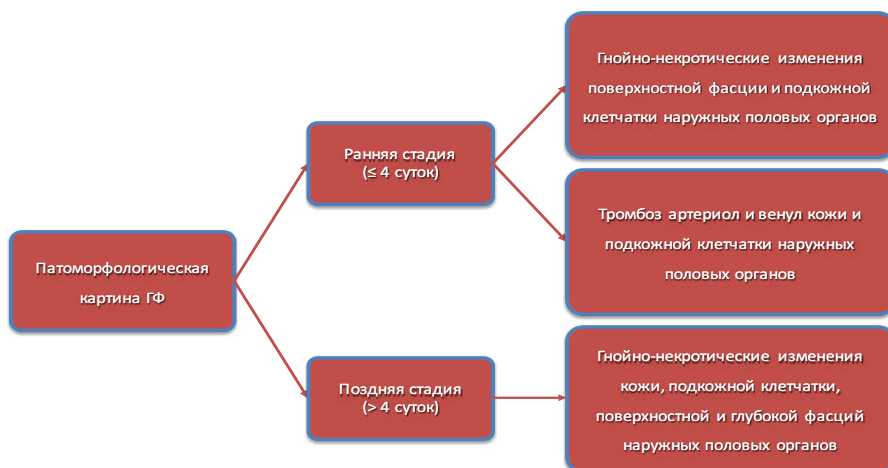 Патоморфологическая
картина ГФ
Ранняя стадия
(≤ 4 суток)
Гнойно-некротические изменения
поверхностной фасции и подкожной
клетчатки наружных половых органов
Тромбоз артериол и венул кожи и
подкожной клетчатки наружных
половых органов
Поздняя стадия
(> 4 суток)
Гнойно-некротические изменения
кожи, подкожной клетчатки,
поверхностной и глубокой фасций
наружных половых органов